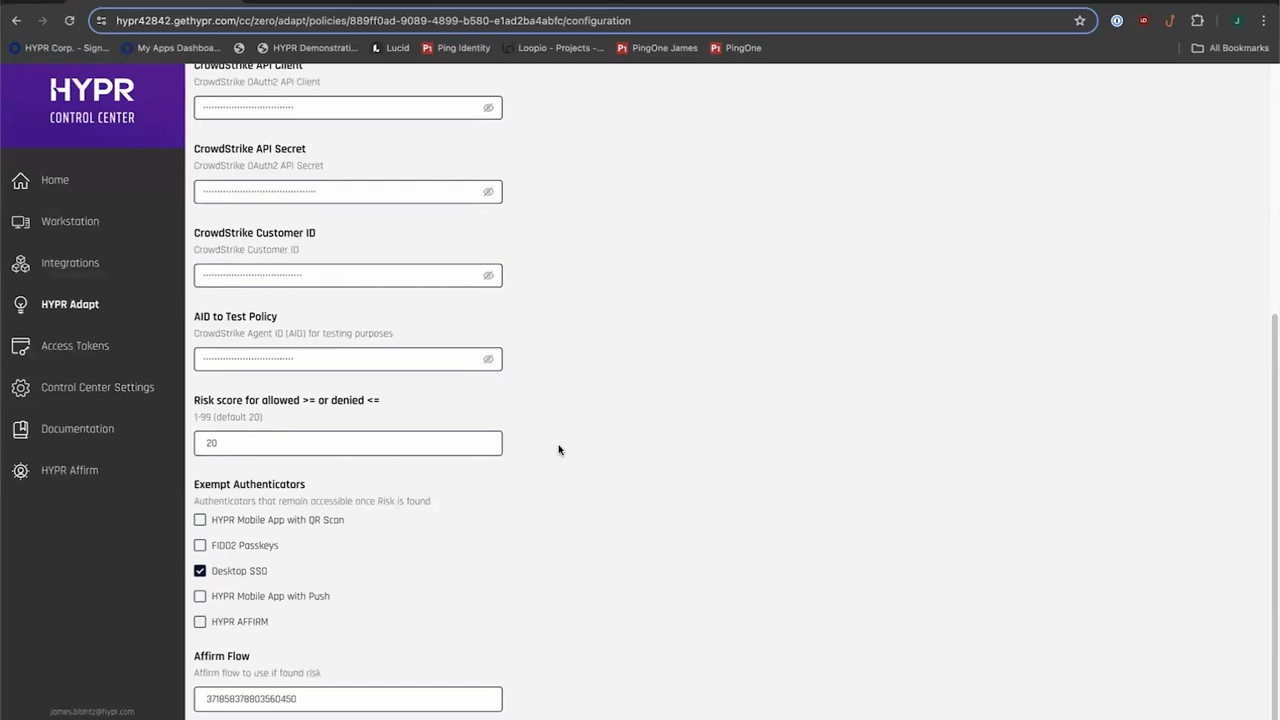 hypr42842.gethypr.com/cc/zero/adapt/policies/889ff0ad-9089-4899-b580-e1ad2ba4abfc/configuration
HYPR Corp. - Sign...
My Apps Dashboa...
HYPR Demonstrati...
Lucid
Ping Identity
Loopio - Projects -...
PingOne James
PingOne
All Bookmarks
HYPR
CONTROL CENTER
Home
Workstation
Integrations
HYPR Adapt
Access Tokens
Control Center Settings
Documentation
HYPR Affirm
james.blantz@hypr.com
CrowdStrike API Client
CrowdStrike OAuth2 API Client
CrowdStrike API Secret
CrowdStrike OAuth2 API Secret
CrowdStrike Customer ID
CrowdStrike Customer ID
AID to Test Policy
CrowdStrike Agent ID (AID) for testing purposes
Risk score for allowed >= or denied <=
1-99 (default 20)
20
Exempt Authenticators
Authenticators that remain accessible once Risk is found
HYPR Mobile App with QR Scan
FIDO2 Passkeys
Desktop SSO
HYPR Mobile App with Push
HYPR AFFIRM
Affirm Flow
Affirm flow to use if found risk
371858378803560450